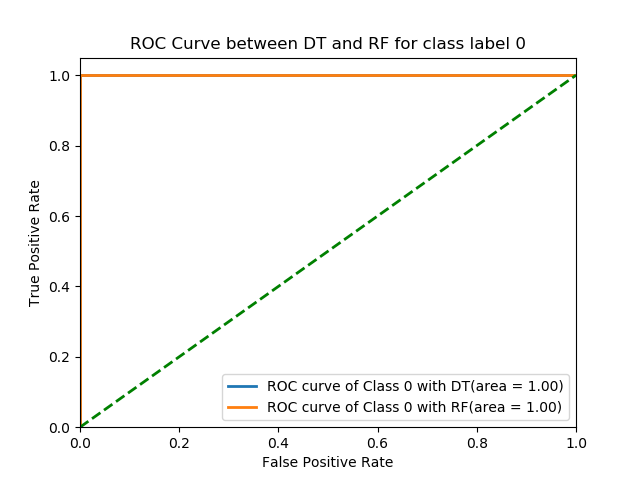 ROC Curve between DT and RF for class label 0
True Positive Rate
1.0
0.8
0.6
0.4
0.2
0.0
ROC curve of Class 0 with DT(area = 1.00)
ROC curve of Class 0 with RF(area = 1.00)
0.0 0.2 0.4 0.6 0.8 1.0
False Positive Rate